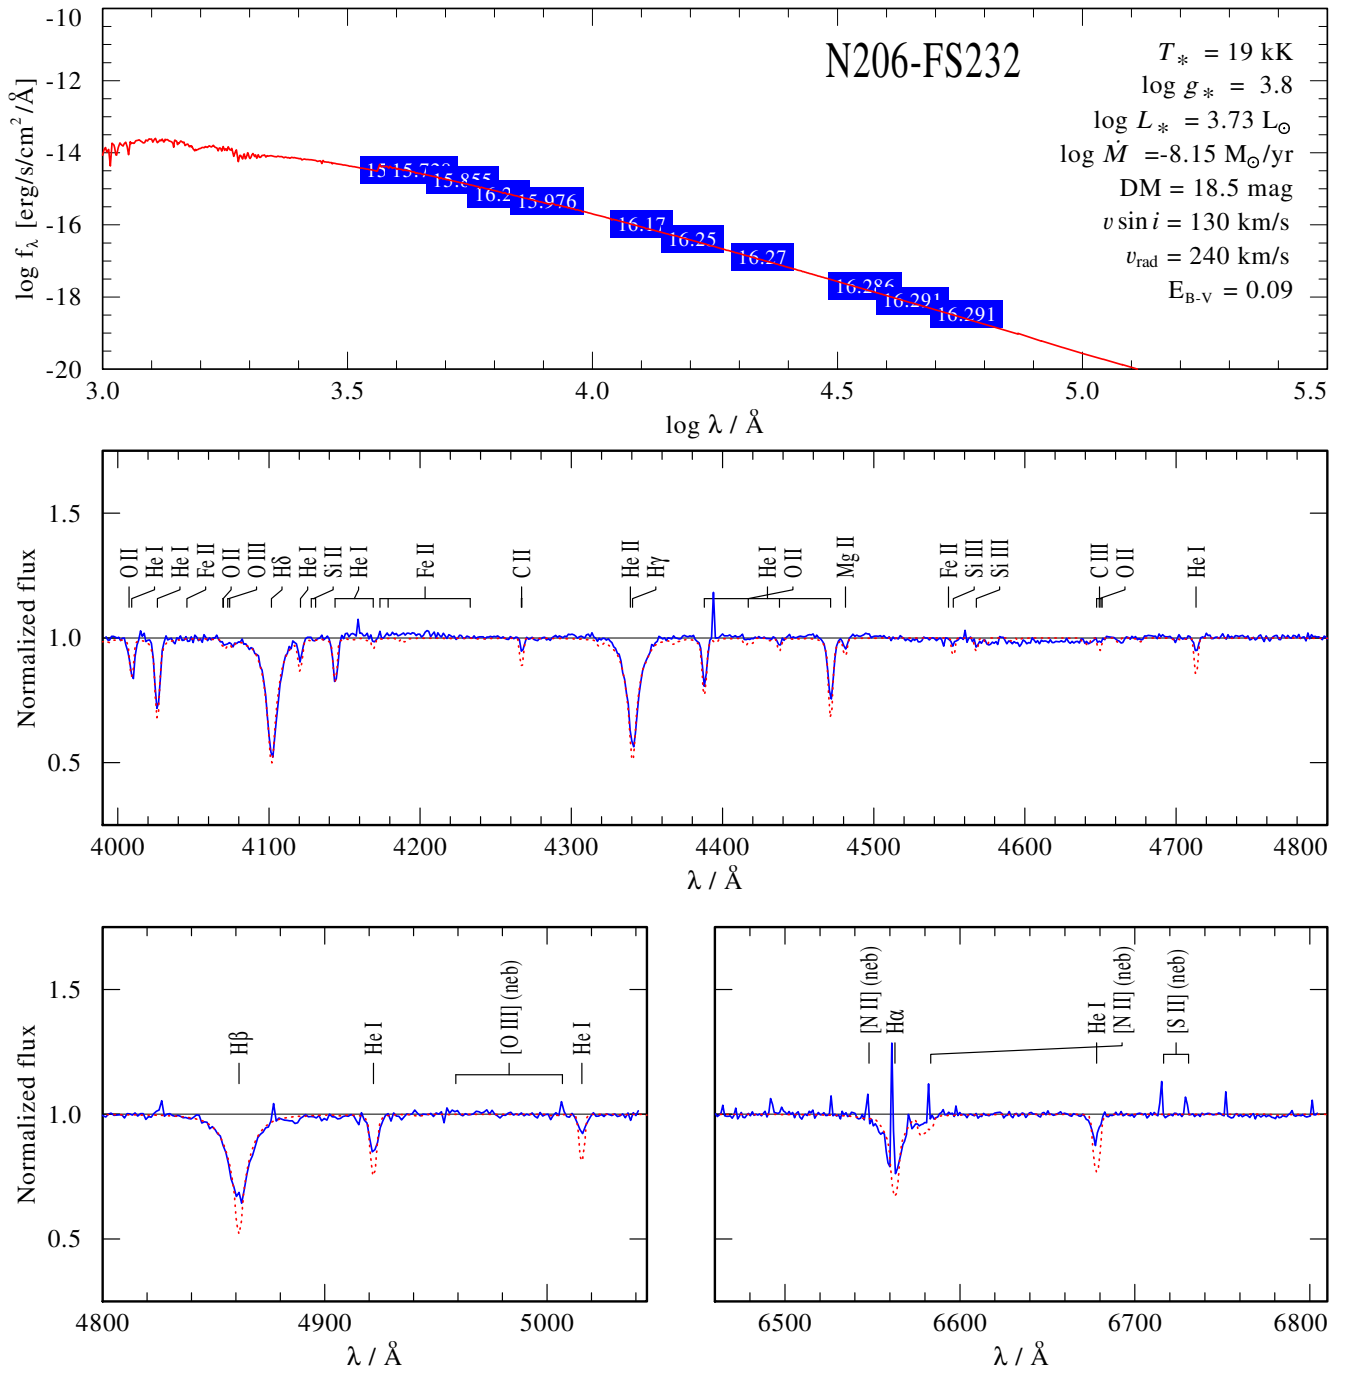 N206-FS232
T* = 19 kK
log g* = 3.8
log L* = 3.73 L⊙
log Ṁ =-8.15 M⊙/yr
DM = 18.5 mag
v sin i = 130 km/s
vrad = 240 km/s
EB-V = 0.09
log fλ [erg/s/cm²/Å]
-10
-12
-14
-16
-18
-20
15.855
15.976
16.17
16.25
16.27
16.286
16.291
16.291
3.0 3.5 4.0 4.5 5.0 5.5
log λ / Å
Normalized flux
1.5
1.0
0.5
O II He I He I Fe II O II O III Hδ He I Si II He I Fe II C II He II Hγ He I O II Mg II Fe II Si III Si III C III O II He I
4000 4100 4200 4300 4400 4500 4600 4700 4800
λ / Å
Normalized flux
1.5
1.0
0.5
Hβ He I [O III] (neb) He I
4800 4900 5000
λ / Å
[N II] (neb) Hα He I [N II] (neb) [S II] (neb)
6500 6600 6700 6800
λ / Å